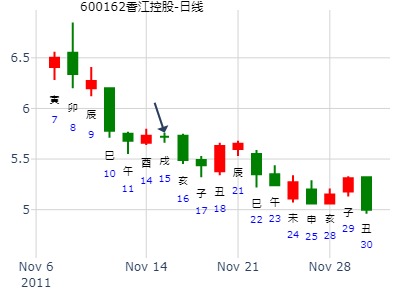 600162香江控股-日线
6.5
6
5.5
5
寅
7
卯
8
辰
9
巳
10
午
11
酉
14
戌
15
亥
16
子
17
丑
18
辰
21
巳
22
午
23
未
24
申
25
亥
28
子
29
丑
30
Nov 6
2011
Nov 14
Nov 21
Nov 28